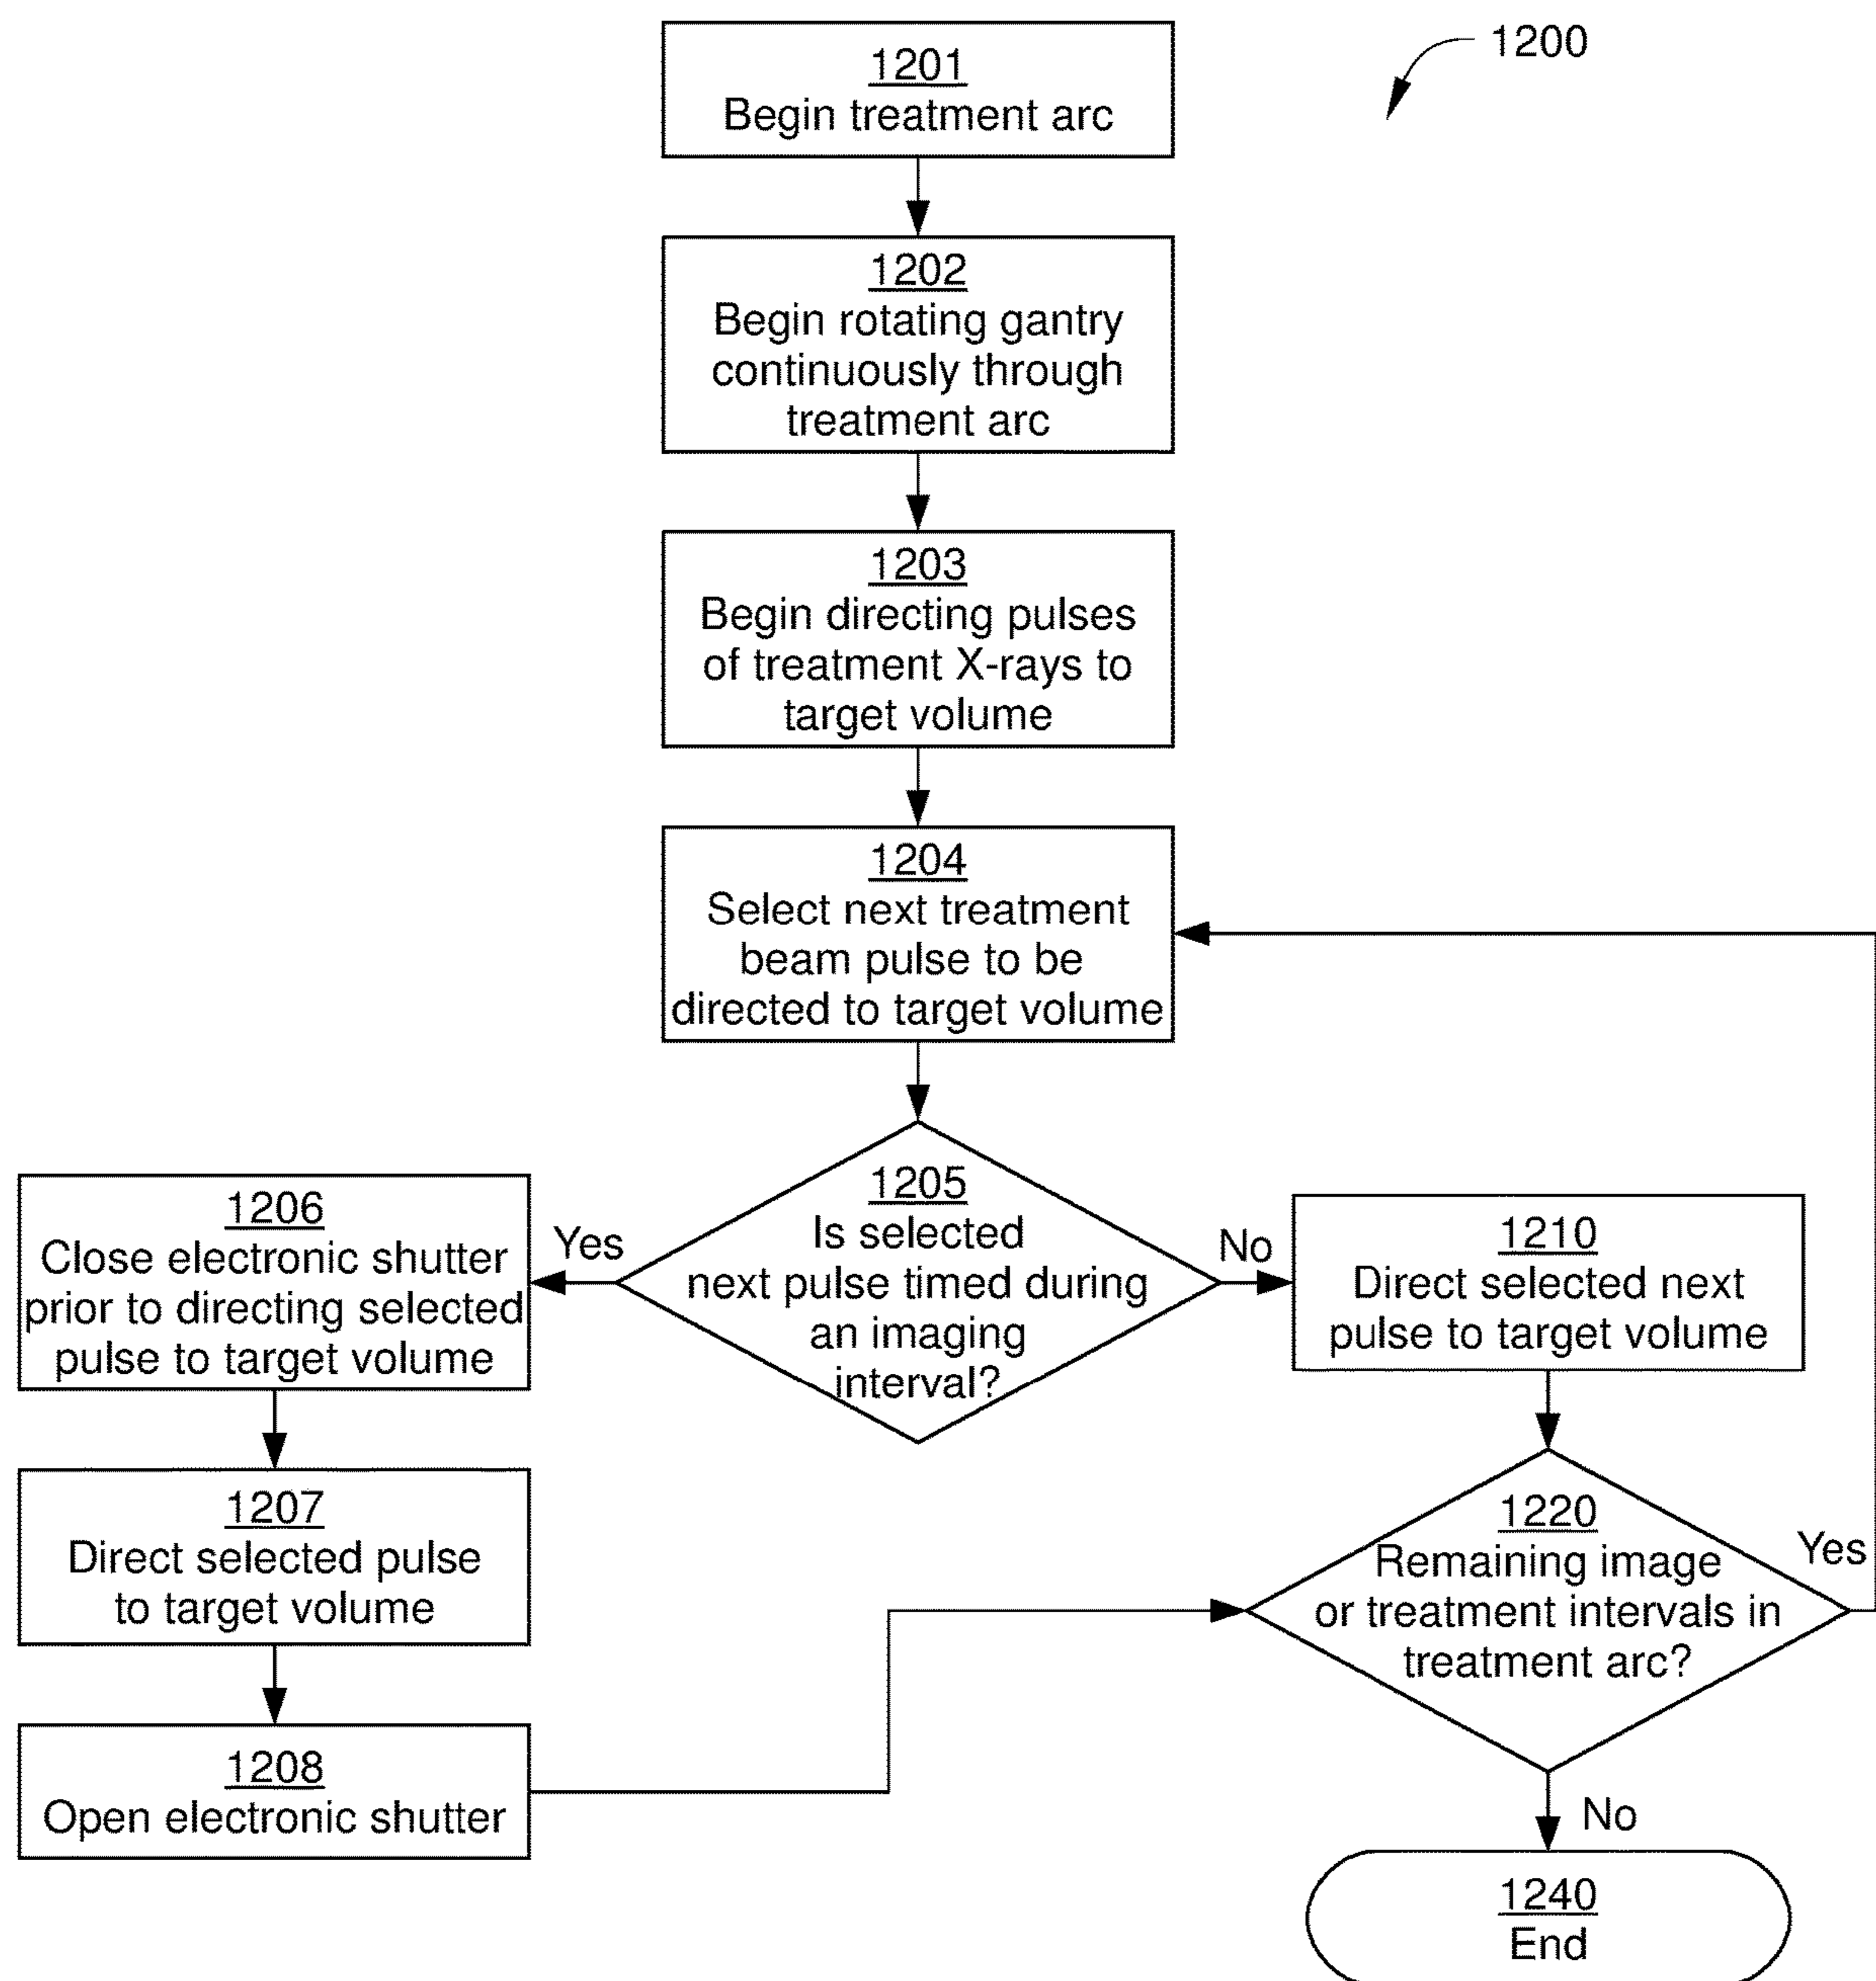 1200
1201
Begin treatment arc
1202
Begin rotating gantry
continuously through
treatment arc
1203
Begin directing pulses
of treatment X-rays to
target volume
1204
Select next treatment
beam pulse to be
directed to target volume
1205
Is selected
next pulse timed during
an imaging
interval?
Yes
No
1206
Close electronic shutter
prior to directing selected
pulse to target volume
1207
Direct selected pulse
to target volume
1208
Open electronic shutter
1210
Direct selected next
pulse to target volume
1220
Remaining image
or treatment intervals in
treatment arc?
Yes
No
1240
End